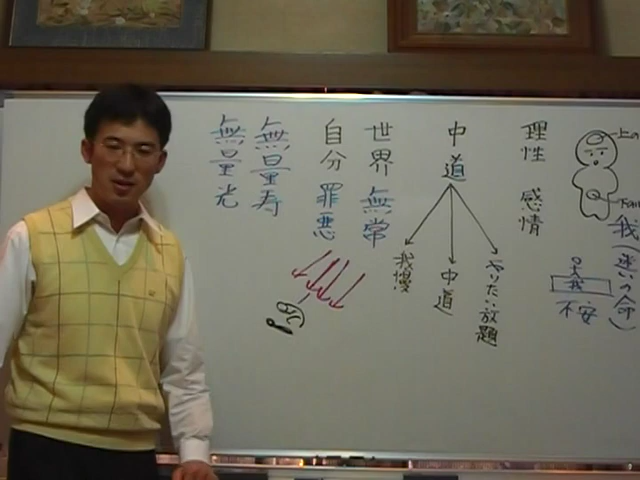 上の
下の
我(迷いの命)
我
不安
理性 感情
中道
やりたい放題
中道
我慢
世界 無常
自分 罪悪
無量寿
無量光